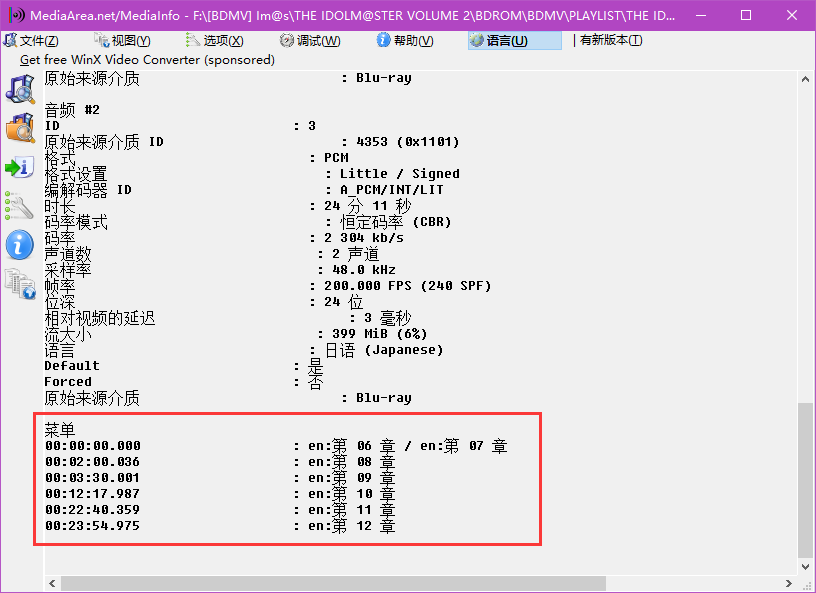 MediaArea.net/MediaInfo - F:\[BDMV] Im@s\THE IDOLM@STER VOLUME 2\BDROM\BDMV\PLAYLIST\THE ID...
文件(Z) 视图(Y) 选项(X) 调试(W) 帮助(V) 语言(U) 有新版本(T)
Get free WinX Video Converter (sponsored)
原始来源介质 : Blu-ray
音频 #2
ID : 3
原始来源介质 ID : 4353 (0x1101)
格式 : PCM
格式设置 : Little / Signed
编解码器 ID : A_PCM/INT/LIT
时长 : 24 分 11 秒
码率模式 : 恒定码率 (CBR)
码率 : 2 304 kb/s
声道数 : 2 声道
采样率 : 48.0 kHz
帧率 : 200.000 FPS (240 SPF)
位深 : 24 位
相对视频的延迟 : 3 毫秒
流大小 : 399 MiB (6%)
语言 : 日语 (Japanese)
Default : 是
Forced : 否
原始来源介质 : Blu-ray
菜单
00:00:00.000 : en:第 06 章 / en:第 07 章
00:02:00.036 : en:第 08 章
00:03:30.001 : en:第 09 章
00:12:17.987 : en:第 10 章
00:22:40.359 : en:第 11 章
00:23:54.975 : en:第 12 章